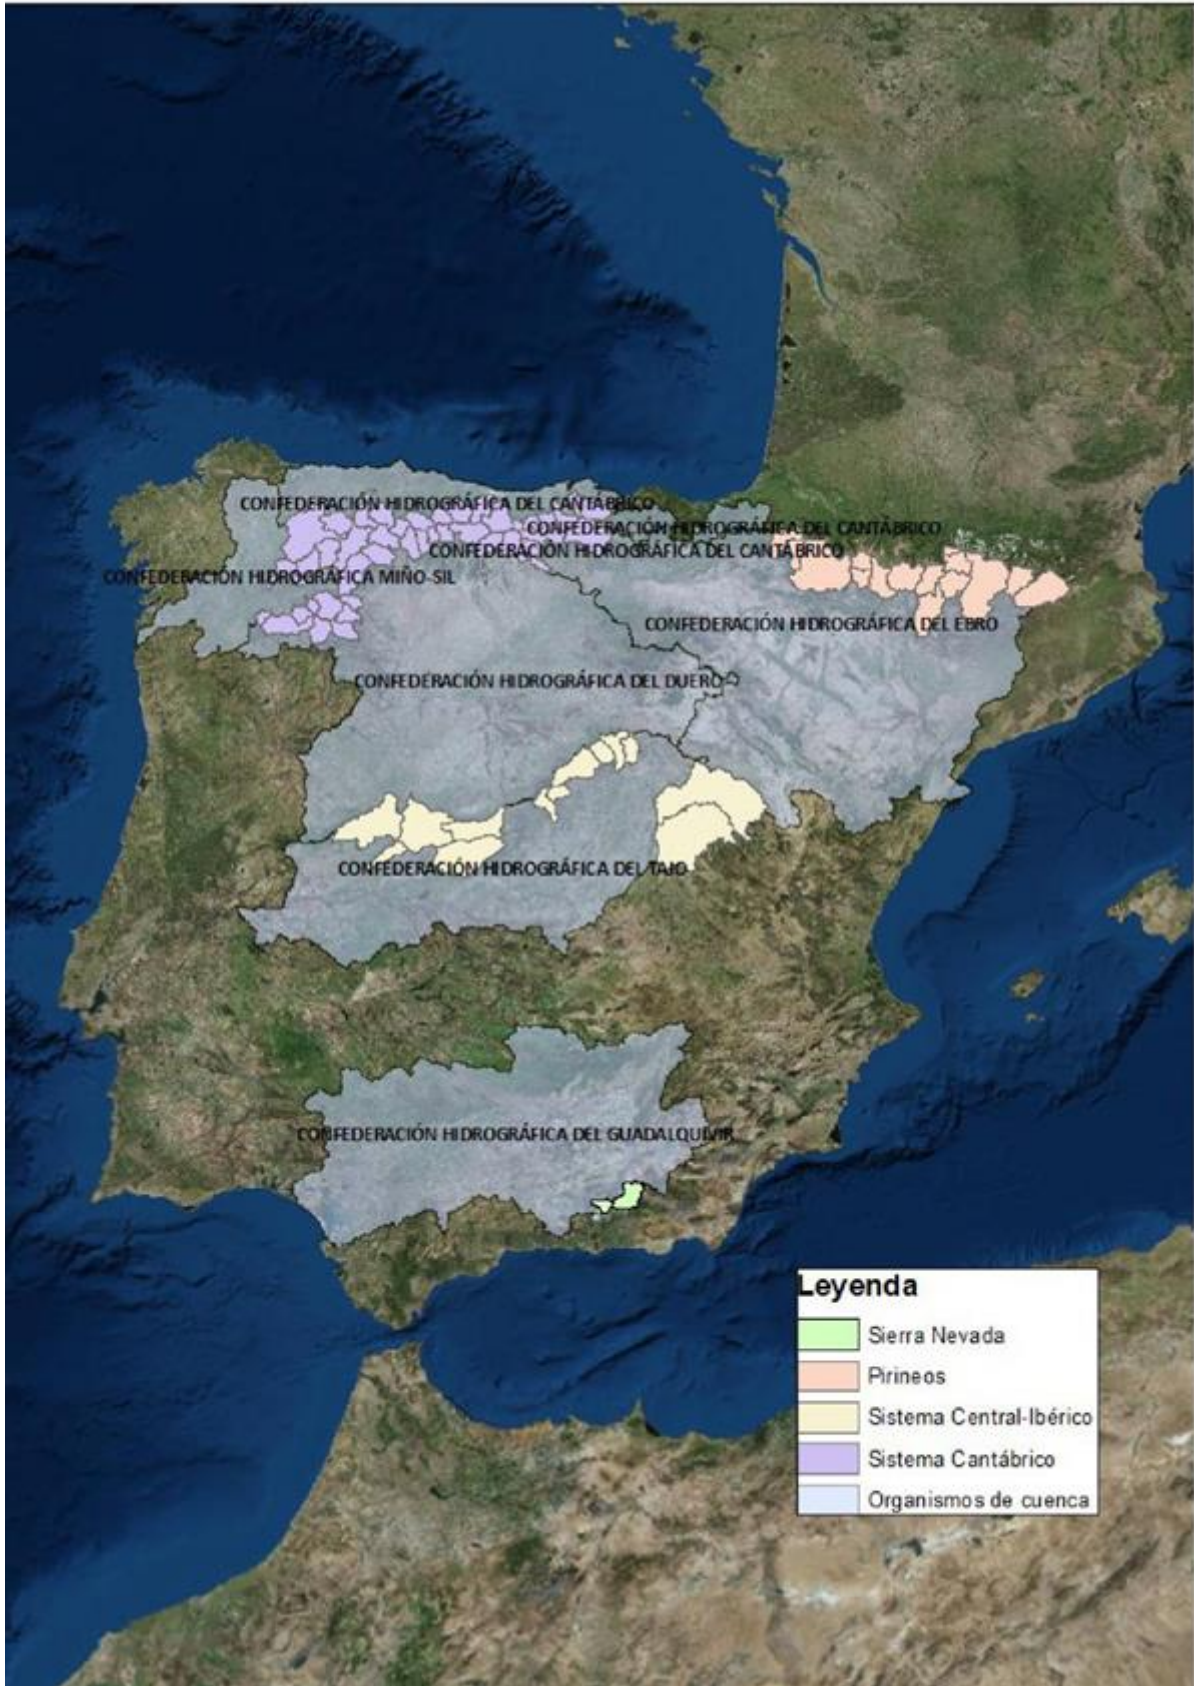 CONFEDERACIÓN HIDROGRÁFICA DEL CANTÁBRICO
CONFEDERACIÓN HIDROGRÁFICA DEL CANTÁBRICO
CONFEDERACIÓN HIDROGRÁFICA DEL CANTÁBRICO
CONFEDERACIÓN HIDROGRÁFICA MIÑO-SIL
CONFEDERACIÓN HIDROGRÁFICA DEL EBRO
CONFEDERACIÓN HIDROGRÁFICA DEL DUERO
CONFEDERACIÓN HIDROGRÁFICA DEL TAJO
CONFEDERACIÓN HIDROGRÁFICA DEL GUADALQUIVIR
Leyenda
Sierra Nevada
Pirineos
Sistema Central-Ibérico
Sistema Cantábrico
Organismos de cuenca